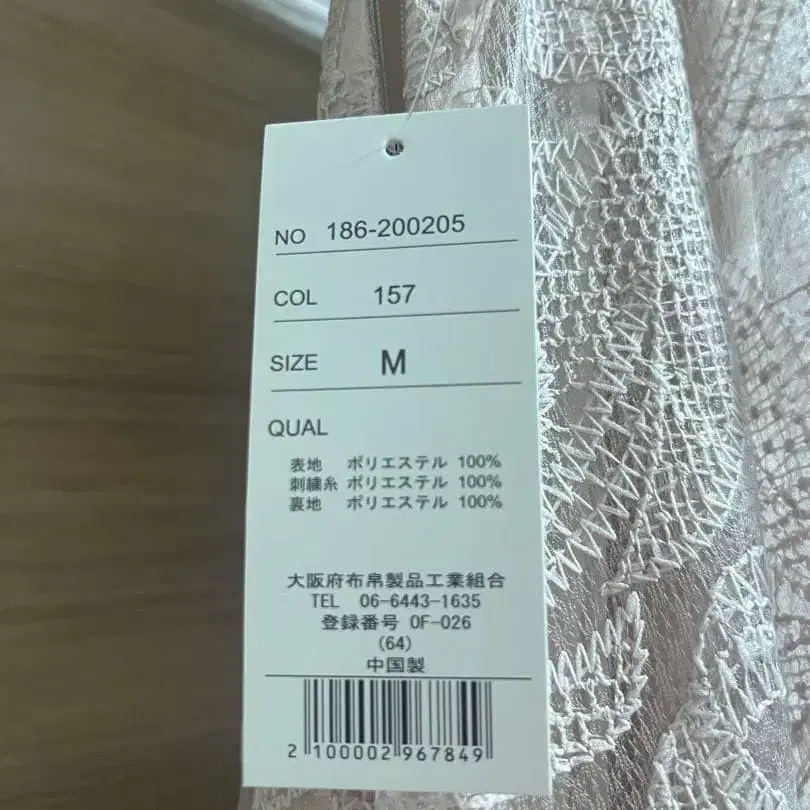 NO 186-200205
COL 157
SIZE M
QUAL
表地 ポリエステル 100%
刺繍糸 ポリエステル 100%
裏地 ポリエステル 100%
大阪府布帛製品工業組合
TEL 06-6443-1635
登録番号 OF-026
(64)
中国製
2 100002 967849